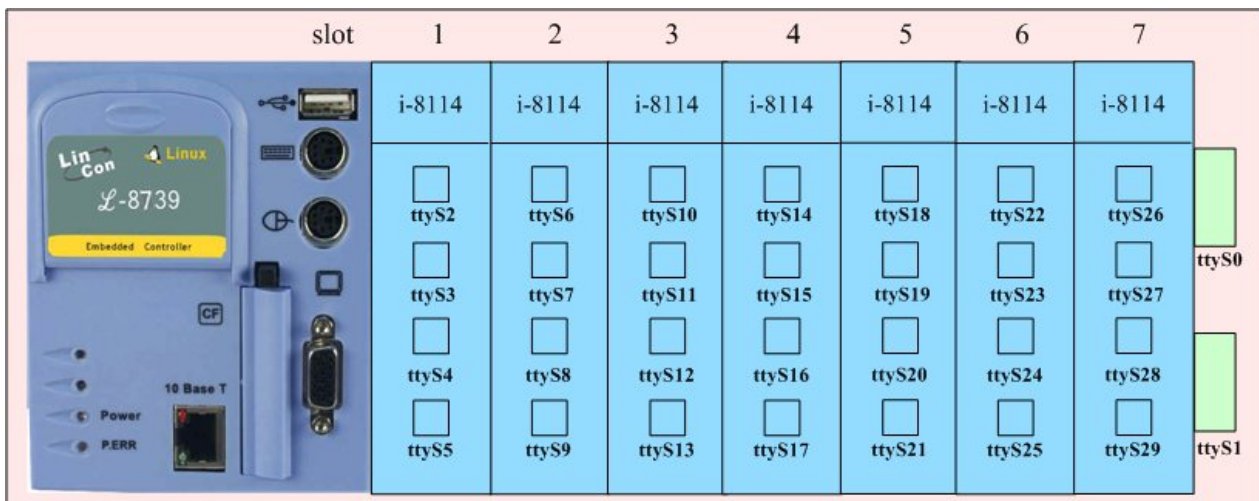 slot 1 2 3 4 5 6 7
i-8114 i-8114 i-8114 i-8114 i-8114 i-8114 i-8114
Lin Con Linux
L-8739
Embedded Controller
CF
10 Base T
Power
P.ERR
ttyS2 ttyS6 ttyS10 ttyS14 ttyS18 ttyS22 ttyS26
ttyS0
ttyS3 ttyS7 ttyS11 ttyS15 ttyS19 ttyS23 ttyS27
ttyS4 ttyS8 ttyS12 ttyS16 ttyS20 ttyS24 ttyS28
ttyS5 ttyS9 ttyS13 ttyS17 ttyS21 ttyS25 ttyS29 ttyS1